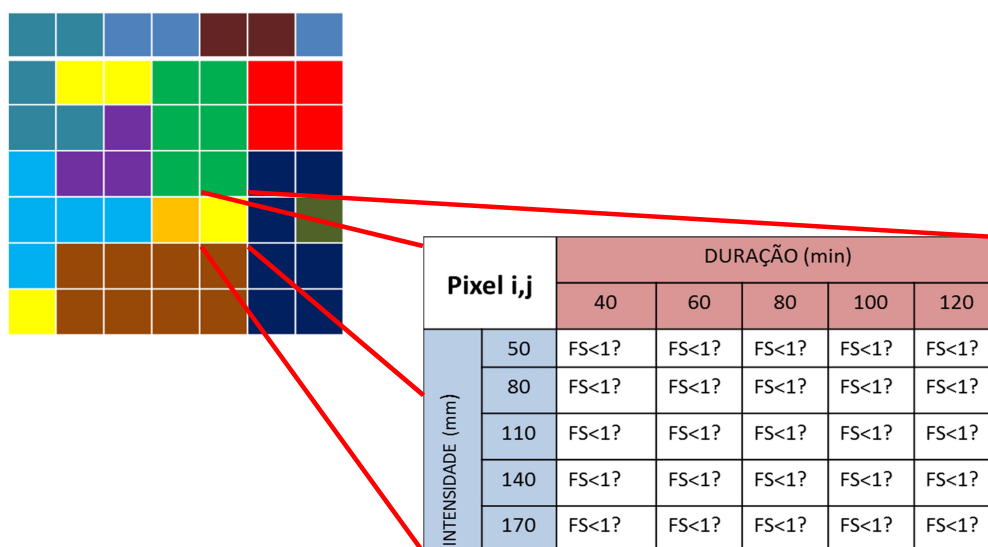 Pixel i,j
DURAÇÃO (min)
40 60 80 100 120
INTENSIDADE (mm)
50 FS<1? FS<1? FS<1? FS<1? FS<1?
80 FS<1? FS<1? FS<1? FS<1? FS<1?
110 FS<1? FS<1? FS<1? FS<1? FS<1?
140 FS<1? FS<1? FS<1? FS<1? FS<1?
170 FS<1? FS<1? FS<1? FS<1? FS<1?